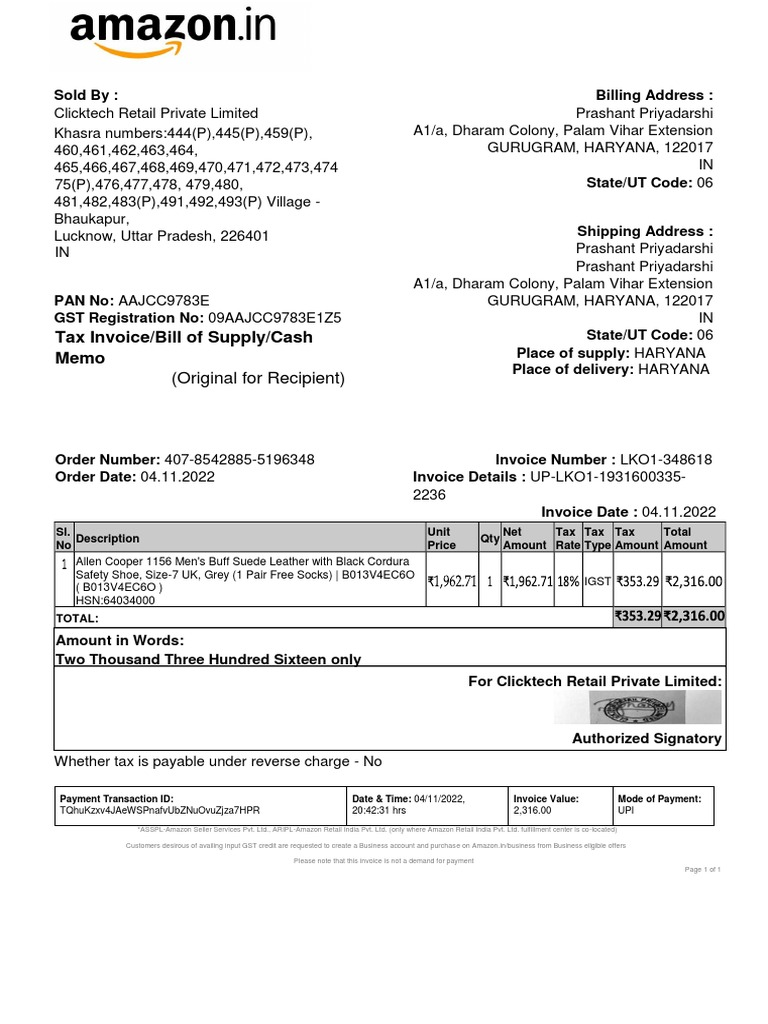 amazon.in
Sold By :
Clicktech Retail Private Limited
Khasra numbers:444(P),445(P),459(P),
460,461,462,463,464,
465,466,467,468,469,470,471,472,473,474
75(P),476,477,478, 479,480,
481,482,483(P),491,492,493(P) Village -
Bhaukapur,
Lucknow, Uttar Pradesh, 226401
IN
Billing Address :
Prashant Priyadarshi
A1/a, Dharam Colony, Palam Vihar Extension
GURUGRAM, HARYANA, 122017
IN
State/UT Code: 06
Shipping Address :
Prashant Priyadarshi
Prashant Priyadarshi
A1/a, Dharam Colony, Palam Vihar Extension
GURUGRAM, HARYANA, 122017
IN
State/UT Code: 06
Place of supply: HARYANA
Place of delivery: HARYANA
PAN No: AAJCC9783E
GST Registration No: 09AAJCC9783E1Z5
Tax Invoice/Bill of Supply/Cash
Memo
(Original for Recipient)
Order Number: 407-8542885-5196348
Order Date: 04.11.2022
Invoice Number : LKO1-348618
Invoice Details : UP-LKO1-1931600335-
2236
Invoice Date : 04.11.2022
Sl. No Description Unit Price Qty Net Amount Tax Rate Tax Type Tax Amount Total Amount
1 Allen Cooper 1156 Men's Buff Suede Leather with Black Cordura
Safety Shoe, Size-7 UK, Grey (1 Pair Free Socks) | B013V4EC6O
( B013V4EC6O )
HSN:64034000
₹1,962.71 1 ₹1,962.71 18% IGST ₹353.29 ₹2,316.00
TOTAL: ₹353.29 ₹2,316.00
Amount in Words:
Two Thousand Three Hundred Sixteen only
For Clicktech Retail Private Limited:
Authorized Signatory
Whether tax is payable under reverse charge - No
Payment Transaction ID:
TQhuKzxv4JAeWSPnafvUbZNuOvuZjza7HPR
Date & Time: 04/11/2022,
20:42:31 hrs
Invoice Value:
2,316.00
Mode of Payment:
UPI
*ASSPL-Amazon Seller Services Pvt. Ltd., ARIPL-Amazon Retail India Pvt. Ltd. (only where Amazon Retail India Pvt. Ltd. fulfillment center is co-located)
Customers desirous of availing input GST credit are requested to create a Business account and purchase on Amazon.in/business from Business eligible offers
Please note that this invoice is not a demand for payment
Page 1 of 1